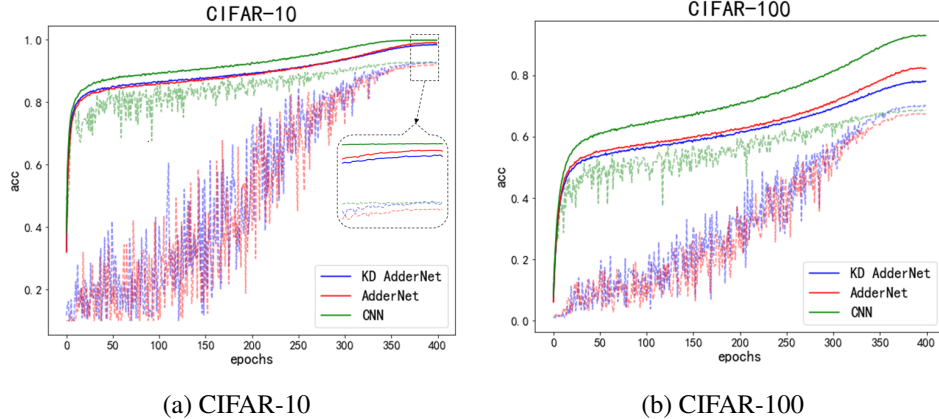 CIFAR-10
acc
1.0
0.8
0.6
0.4
0.2
KD AdderNet
AdderNet
CNN
0 50 100 150 200 250 300 350 400
epochs
(a) CIFAR-10
CIFAR-100
acc
0.8
0.6
0.4
0.2
0.0
KD AdderNet
AdderNet
CNN
0 50 100 150 200 250 300 350 400
epochs
(b) CIFAR-100